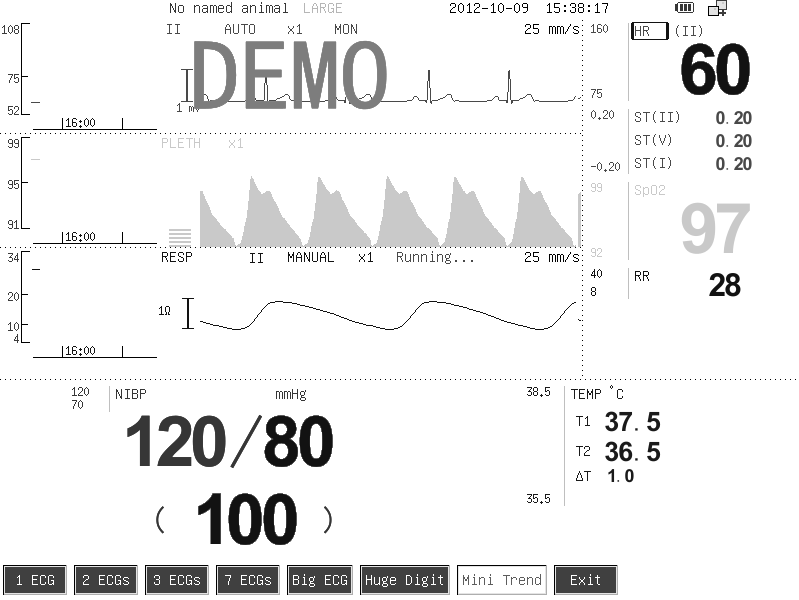 No named animal LARGE 2012-10-09 15:38:17
108 II AUTO x1 MON 25 mm/s 160 HR (II)
DEMO 60
75
1 mV 75
52 0.20 ST(II) 0.20
16:00
99 PLETH x1 ST(V) 0.20
-0.20 ST(I) 0.20
95 99 SpO2
97
91
16:00 92
34 RESP II MANUAL x1 Running... 25 mm/s
40 RR 28
20 8
1Ω
10
4
16:00
120 NIBP mmHg 38.5 TEMP °C
70
120/80 T1 37.5
T2 36.5
ΔT 1.0
(100) 35.5
1 ECG 2 ECGs 3 ECGs 7 ECGs Big ECG Huge Digit Mini Trend Exit